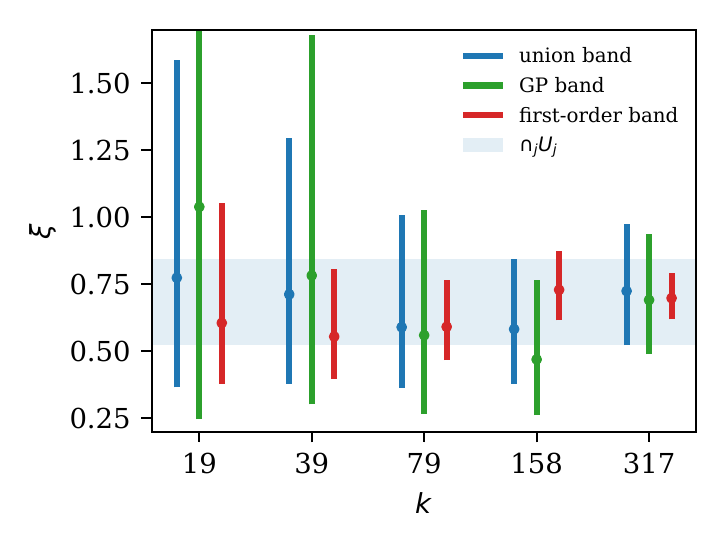 union band
GP band
first-order band
∩jUj
1.50
1.25
1.00
0.75
0.50
0.25
ξ
19 39 79 158 317
k